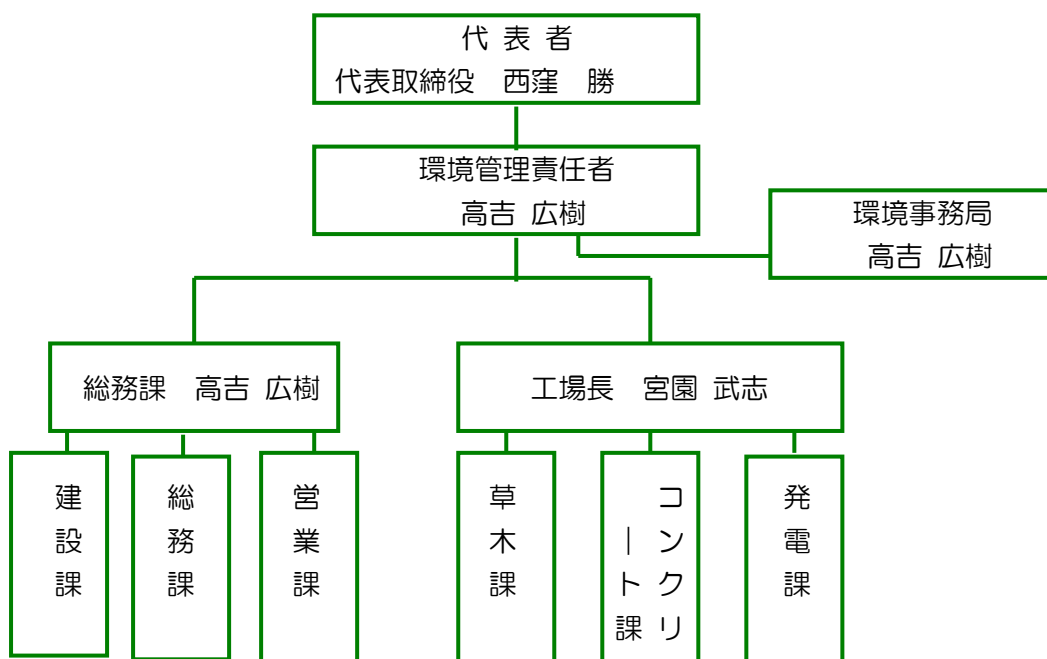 代 表 者
代表取締役　西窪　勝
環境管理責任者
高吉 広樹
環境事務局
高吉 広樹
総務課　高吉 広樹
工場長　宮園 武志
建設課
総務課
営業課
草木課
コンクリ
ート課
発電課